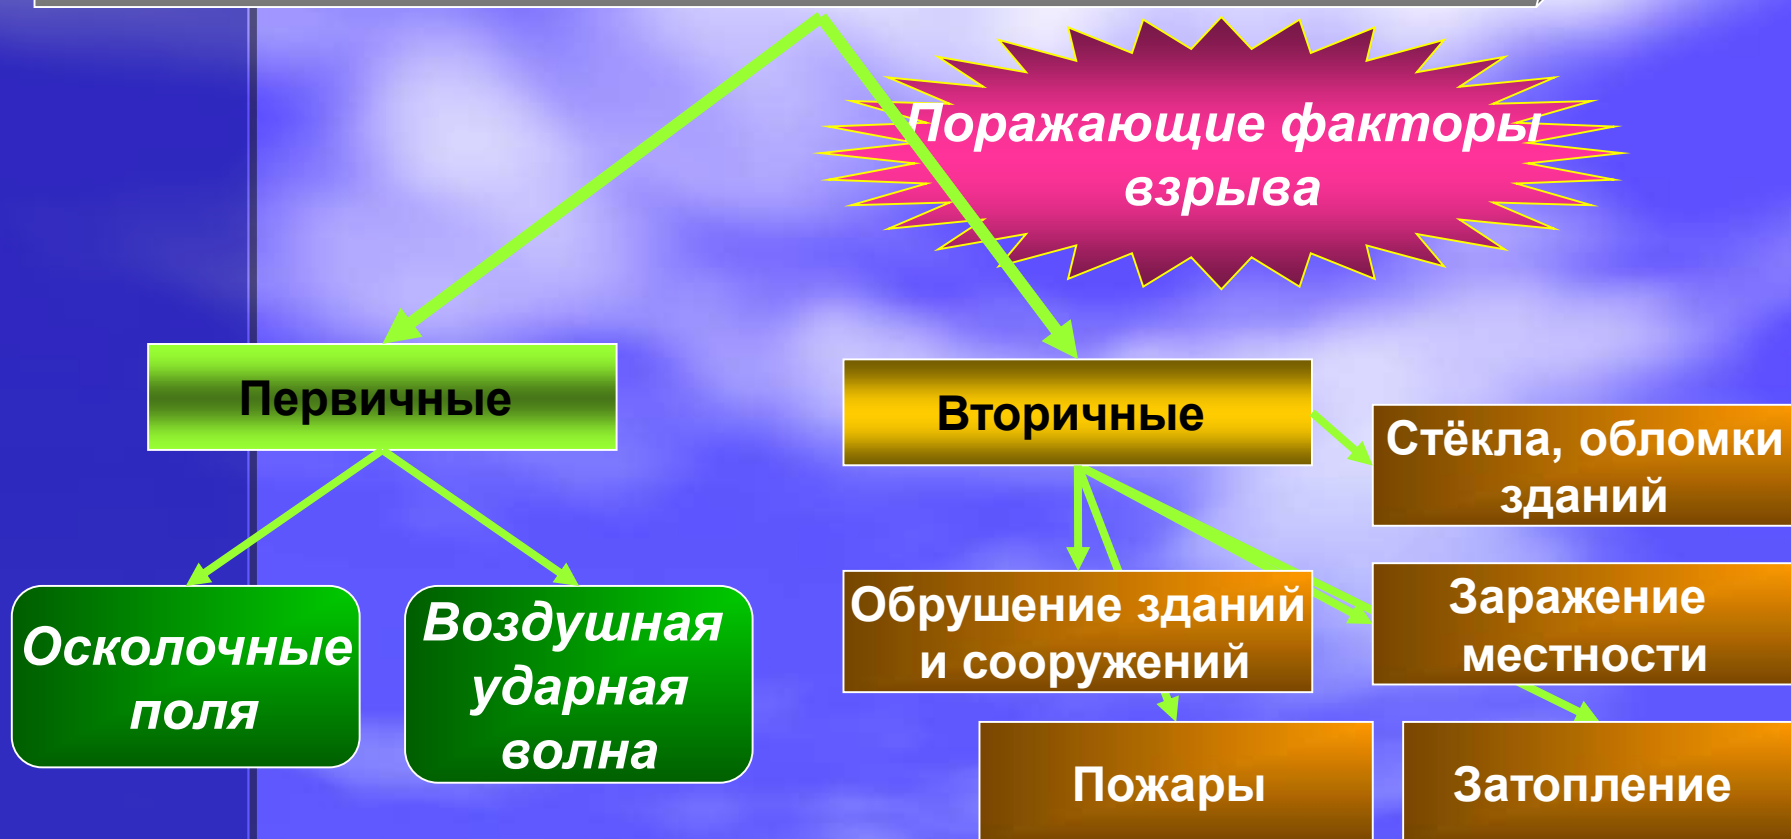 Поражающие факторы
взрыва
Первичные
Вторичные
Стёкла, обломки
зданий
Осколочные
поля
Воздушная
ударная
волна
Обрушение зданий
и сооружений
Заражение
местности
Пожары
Затопление